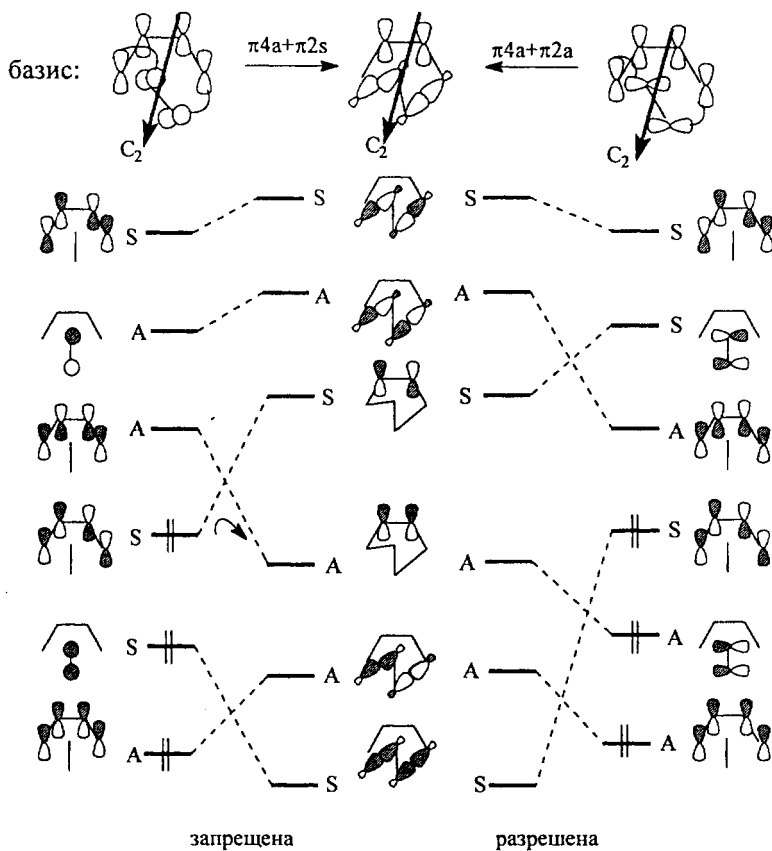 π4a+π2s π4a+π2a
базис:
C₂ C₂ C₂
S S S S
A A A S
A S S A
S A A S
S A A A
A S S A
запрещена разрешена